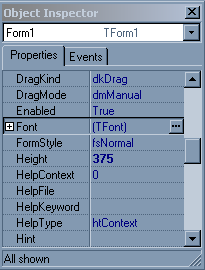 Object Inspector
Form1 TForm1
Properties Events
DragKind dkDrag
DragMode dmManual
Enabled True
Font (TFont)
FormStyle fsNormal
Height 375
HelpContext 0
HelpFile
HelpKeyword
HelpType htContext
Hint
All shown